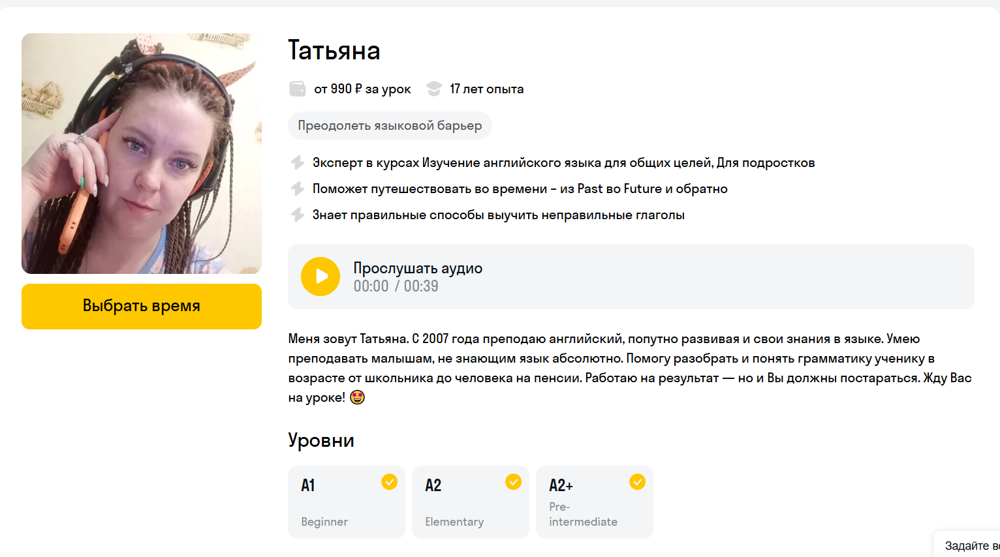 Татьяна
от 990 ₽ за урок
17 лет опыта
Преодолеть языковой барьер
Эксперт в курсах Изучение английского языка для общих целей, Для подростков
Поможет путешествовать во времени – из Past во Future и обратно
Знает правильные способы выучить неправильные глаголы
Прослушать аудио
00:00 / 00:39
Выбрать время
Меня зовут Татьяна. С 2007 года преподаю английский, попутно развивая и свои знания в языке. Умею
преподавать малышам, не знающим язык абсолютно. Помогу разобрать и понять грамматику ученику в
возрасте от школьника до человека на пенсии. Работаю на результат — но и Вы должны постараться. Жду Вас
на уроке! 🤩
Уровни
A1
Beginner
A2
Elementary
A2+
Pre-
intermediate
Задайте